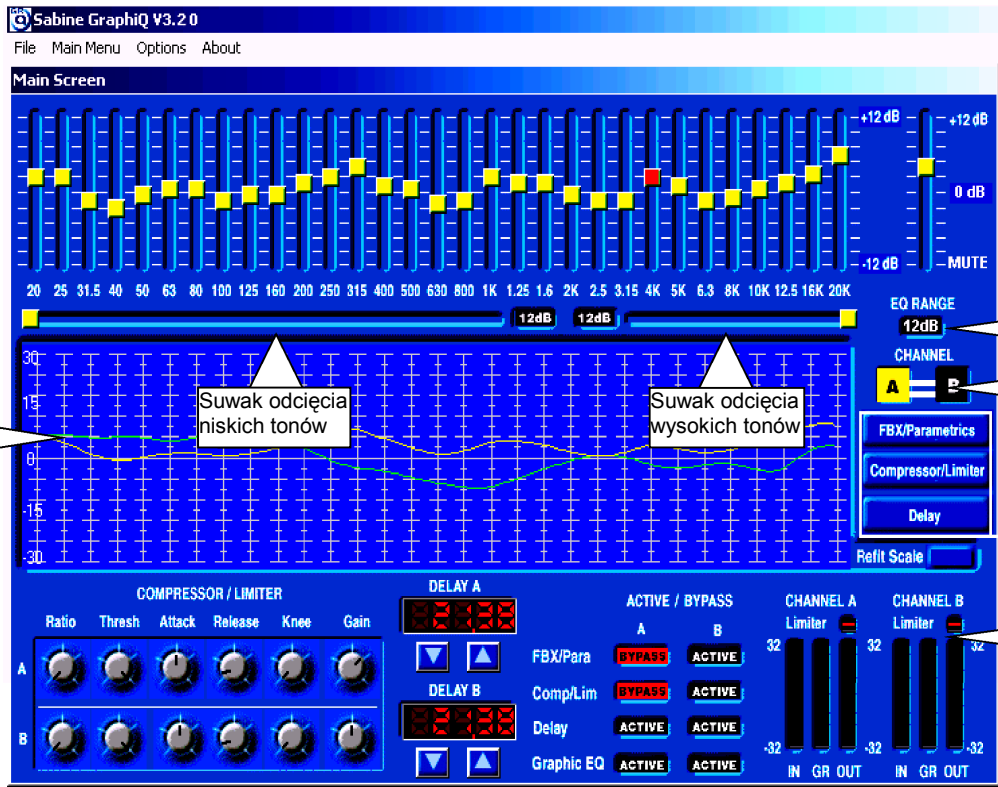 Sabine GraphiQ V3.2 0
File Main Menu Options About
Main Screen
+12 dB +12 dB
0 dB
-12 dB MUTE
20 25 31.5 40 50 63 80 100 125 160 200 250 315 400 500 630 800 1K 1.25 1.6 2K 2.5 3.15 4K 5K 6.3 8K 10K 12.5 16K 20K
12dB 12dB
EQ RANGE
12dB
CHANNEL
A B
30
15
0
-15
-30
Suwak odcięcia
niskich tonów
Suwak odcięcia
wysokich tonów
FBX/Parametrics
Compressor/Limiter
Delay
Refit Scale
COMPRESSOR / LIMITER
Ratio Thresh Attack Release Knee Gain
A
B
DELAY A
DELAY B
ACTIVE / BYPASS
A B
FBX/Para BYPASS ACTIVE
Comp/Lim BYPASS ACTIVE
Delay ACTIVE ACTIVE
Graphic EQ ACTIVE ACTIVE
CHANNEL A CHANNEL B
Limiter Limiter
32 32 32
-32 -32 -32
IN GR OUT IN GR OUT